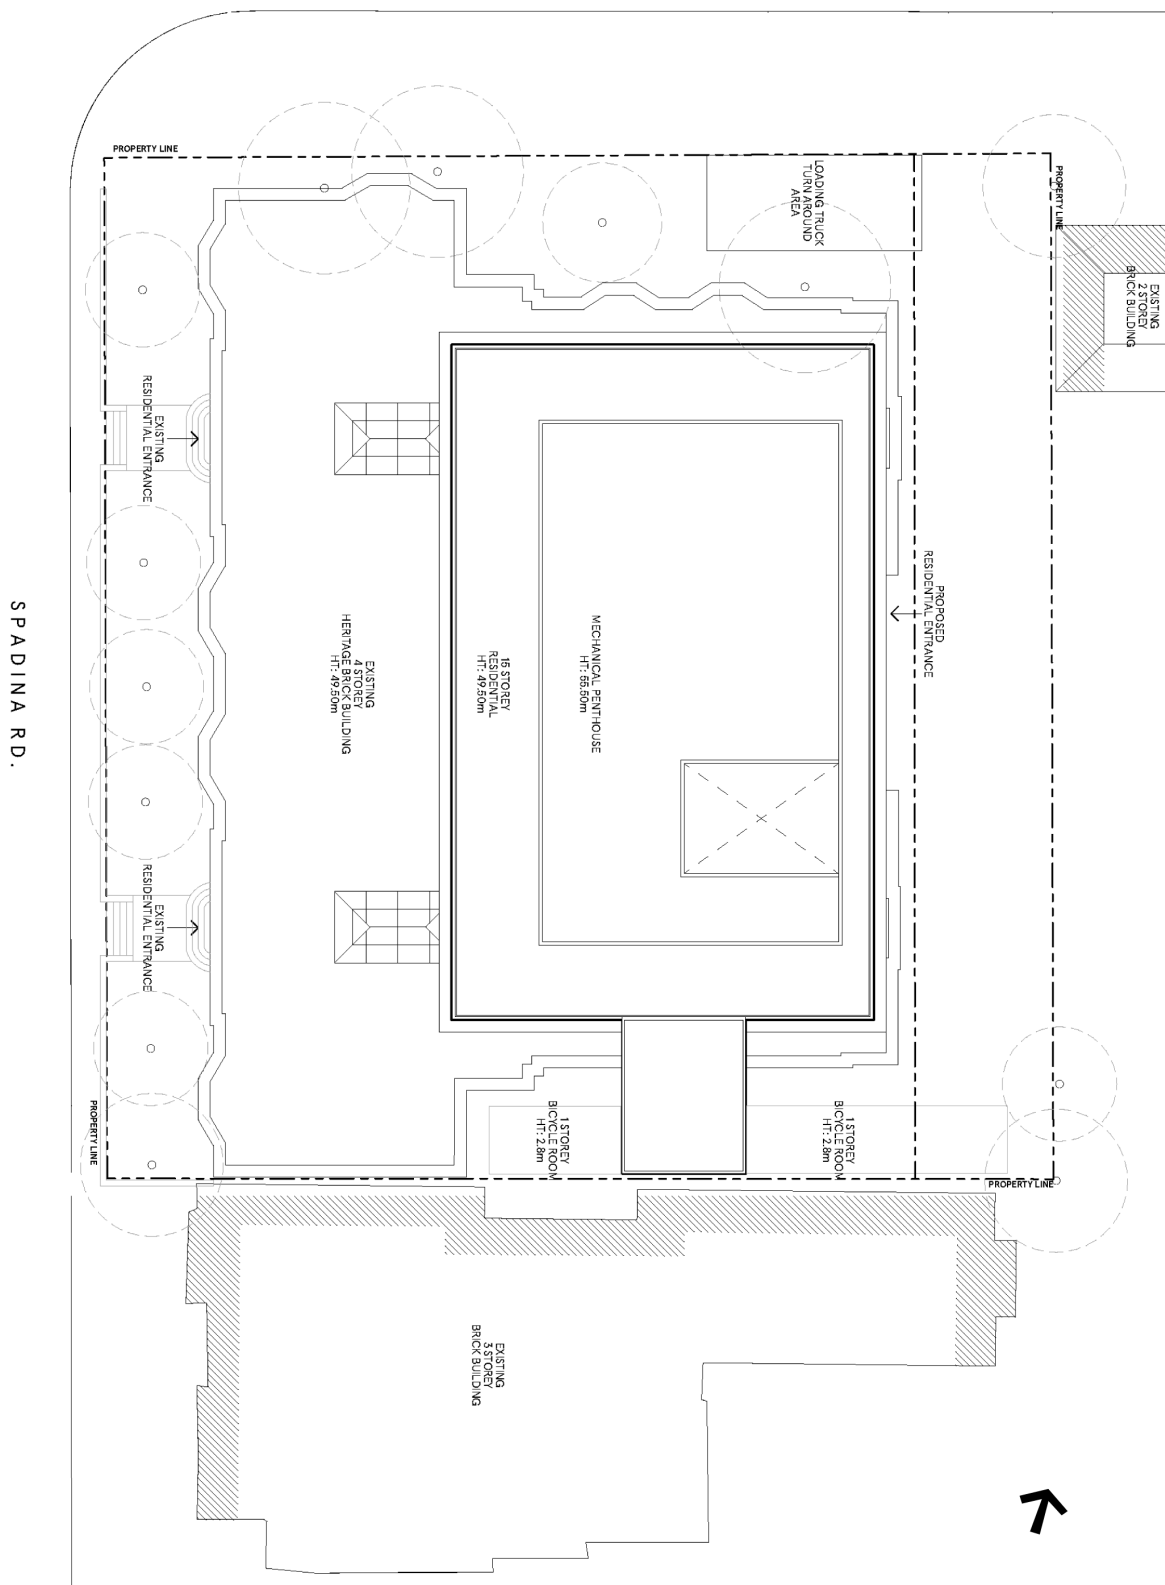 PROPERTY LINE
LOADING TRUCK
TURN AROUND
AREA
PROPERTY LINE
EXISTING
2 STOREY
BRICK BUILDING
EXISTING
RESIDENTIAL ENTRANCE
PROPOSED
RESIDENTIAL ENTRANCE
SPADINA RD.
EXISTING
4 STOREY
HERITAGE BRICK BUILDING
HT: 49.50m
15 STOREY
RESIDENTIAL
HT: 49.50m
MECHANICAL PENTHOUSE
HT: 55.50m
EXISTING
RESIDENTIAL ENTRANCE
PROPERTY LINE
1 STOREY
BICYCLE ROOM
HT: 2.8m
1 STOREY
BICYCLE ROOM
HT: 2.8m
PROPERTY LINE
EXISTING
3 STOREY
BRICK BUILDING